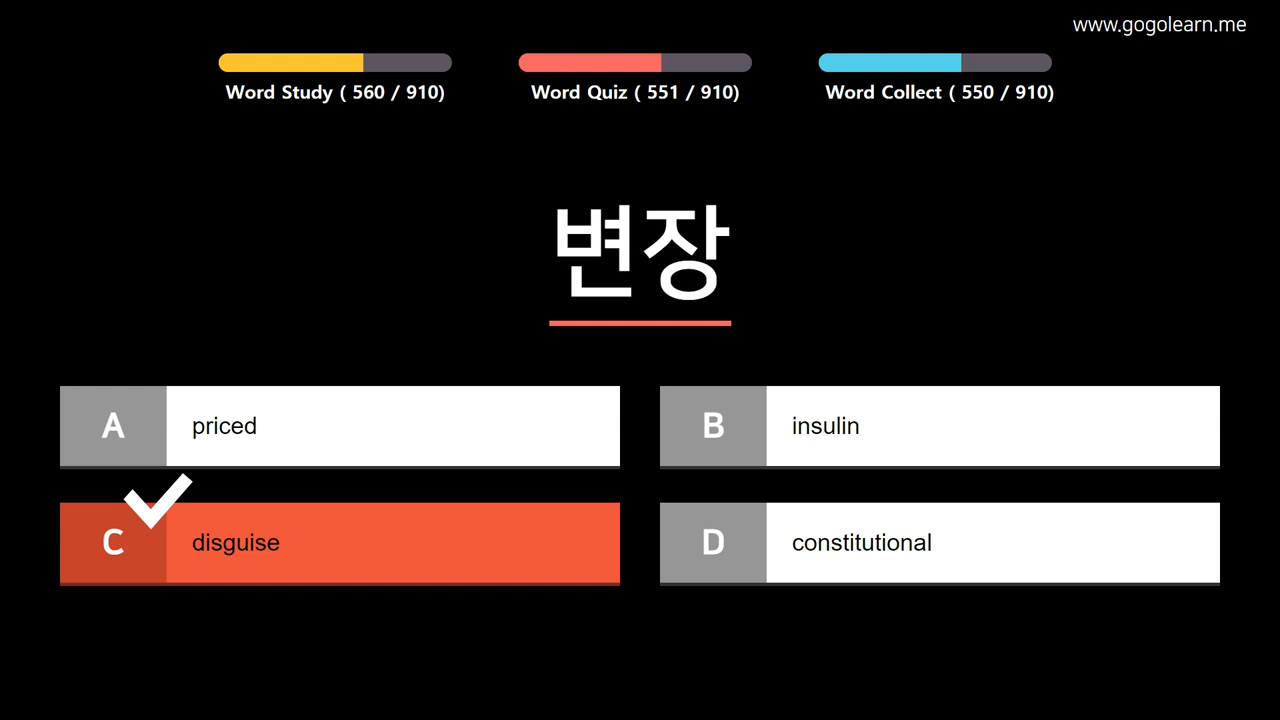 www.gogolearn.me
Word Study ( 560 / 910)
Word Quiz ( 551 / 910)
Word Collect ( 550 / 910)
변장
A priced
B insulin
C disguise
D constitutional